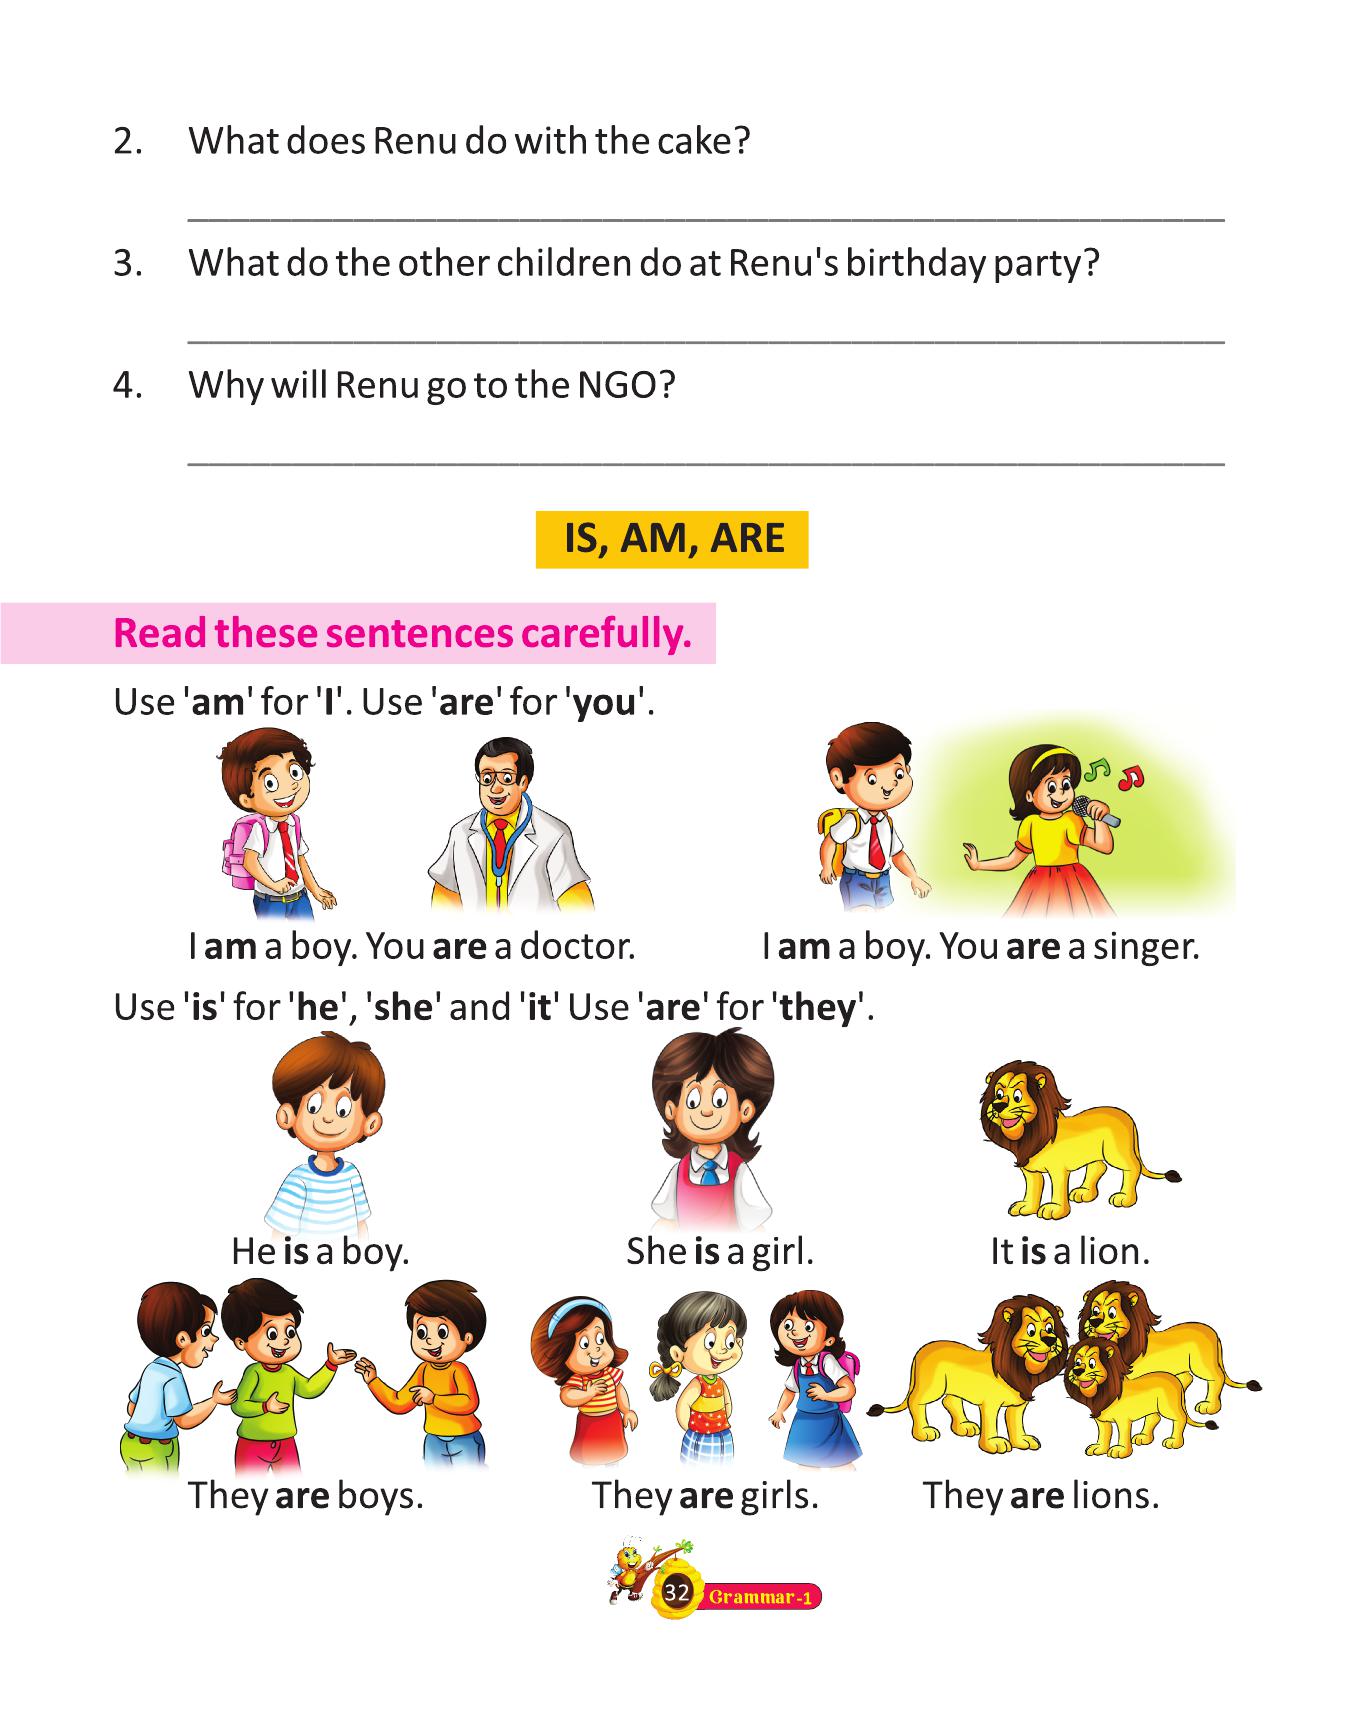 2. What does Renu do with the cake?
3. What do the other children do at Renu's birthday party?
4. Why will Renu go to the NGO?
IS, AM, ARE
Read these sentences carefully.
Use 'am' for 'I'. Use 'are' for 'you'.
I am a boy. You are a doctor. I am a boy. You are a singer.
Use 'is' for 'he', 'she' and 'it' Use 'are' for 'they'.
He is a boy. She is a girl. It is a lion.
They are boys. They are girls. They are lions.
32 Grammar-1